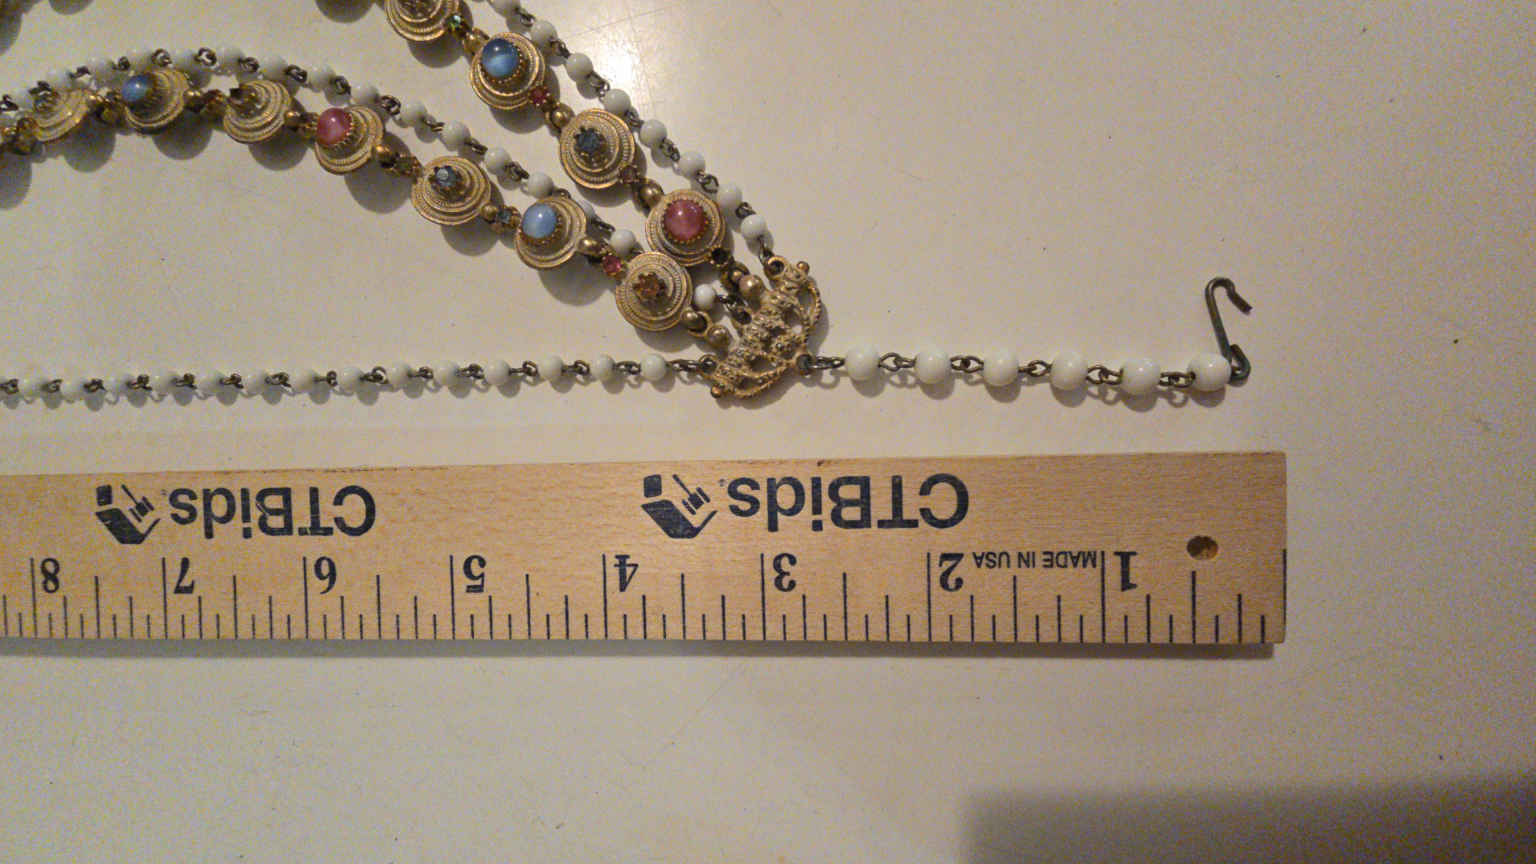 CTBids® CTBids®
1 MADE IN USA 2 3 4 5 6 7 8